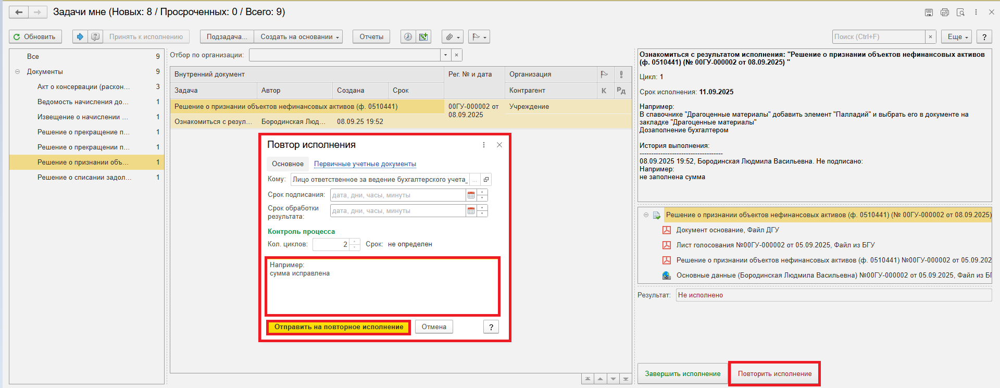 Задачи мне (Новых: 8 / Просроченных: 0 / Всего: 9)
Обновить
Принять к исполнению
Подзадача...
Создать на основании
Отчеты
Поиск (Ctrl+F)
×
Еще
?
Все 9
Документы 9
Акт о консервации (раскон... 3
Ведомость начисления до... 1
Извещение о начислении ... 1
Решение о прекращение п... 1
Решение о прекращении п... 1
Решение о признании объ... 1
Решение о списании задол... 1
Отбор по организации:
Внутренний документ
Рег. № и дата
Организация
Задача
Автор
Создана
Срок
Контрагент
К
Рд
Решение о признании объектов нефинансовых активов (ф. 0510441)
00ГУ-000002 от
08.09.2025
Учреждение
Ознакомиться с резул...
Бородинская Люд...
08.09.25 19:52
Повтор исполнения
Основное
Первичные учетные документы
Кому:
Лицо ответственное за ведение бухгалтерского учета_
...
Срок подписания:
дата, дни, часы, минуты
Срок обработки
результата:
дата, дни, часы, минуты
Контроль процесса
Кол. циклов:
2
Срок:
не определен
Например:
сумма исправлена
Отправить на повторное исполнение
Отмена
?
Ознакомиться с результатом исполнения: "Решение о признании объектов нефинансовых активов
(ф. 0510441) (№ 00ГУ-000002 от 08.09.2025) "
Цикл: 1
Срок исполнения: 11.09.2025
Например:
В спавочнике "Драгоценные материалы" добавить элемент "Палладий" и выбрать его в документе на
закладке "Драгоценные материалы"
Дозаполнение бухгалтером
История выполнения:
------------------------------------
08.09.2025 19:52, Бородинская Людмила Васильевна. Не подписано:
Например:
не заполнена сумма
Решение о признании объектов нефинансовых активов (ф. 0510441) (№ 00ГУ-000002 от 08.09.2025)
Документ основание, Файл ДГУ
Лист голосования №00ГУ-000002 от 05.09.2025, Файл из БГУ
Решение о признании объектов нефинансовых активов (ф. 0510441) №00ГУ-000002 от 05.09.202
Основные данные (Бородинская Людмила Васильевна) №00ГУ-000002 от 05.09.2025, Файл из БГ
Результат:
Не исполнено
Завершить исполнение
Повторить исполнение